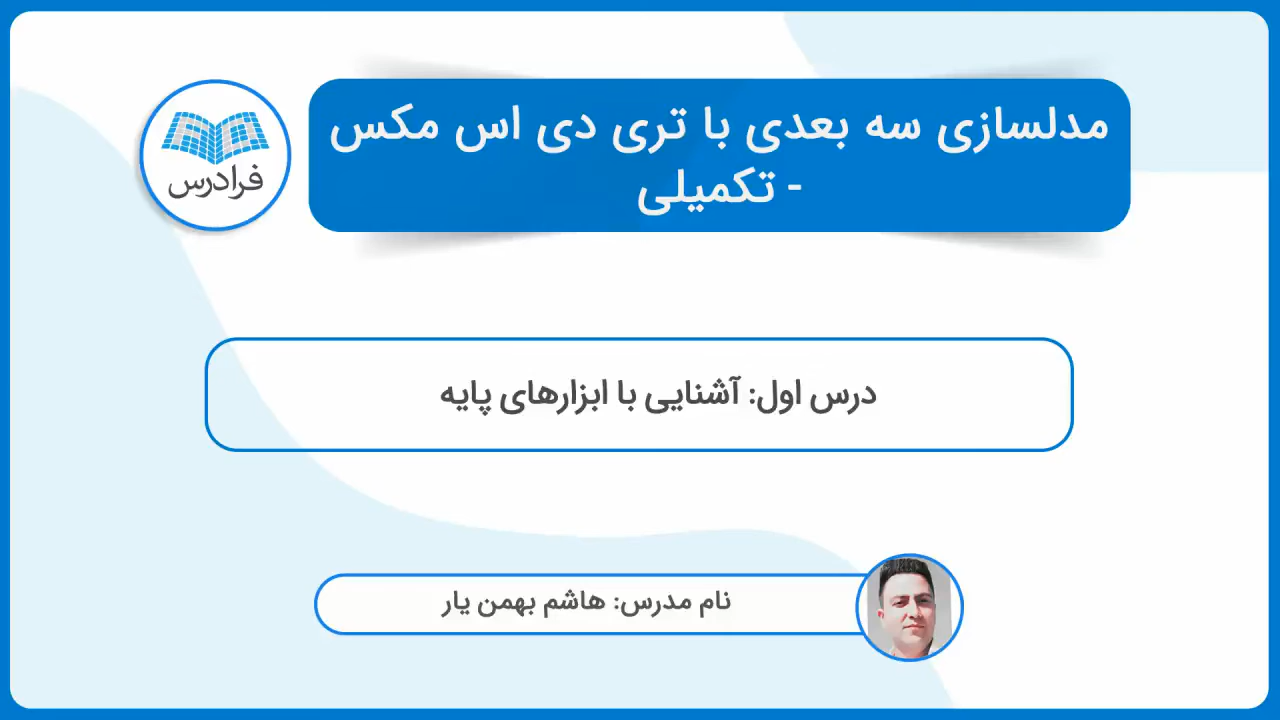 مدلسازی سه بعدی با تری دی اس مکس
- تکمیلی
فرادرس
درس اول: آشنایی با ابزارهای پایه
نام مدرس: هاشم بهمن یار